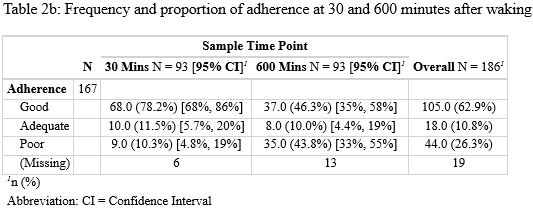 Table 2b: Frequency and proportion of adherence at 30 and 600 minutes after waking
Sample Time Point
N 30 Mins N = 93 [95% CI]1 600 Mins N = 93 [95% CI]1 Overall N = 1861
Adherence 167
Good 68.0 (78.2%) [68%, 86%] 37.0 (46.3%) [35%, 58%] 105.0 (62.9%)
Adequate 10.0 (11.5%) [5.7%, 20%] 8.0 (10.0%) [4.4%, 19%] 18.0 (10.8%)
Poor 9.0 (10.3%) [4.8%, 19%] 35.0 (43.8%) [33%, 55%] 44.0 (26.3%)
(Missing) 6 13 19
1n (%)
Abbreviation: CI = Confidence Interval